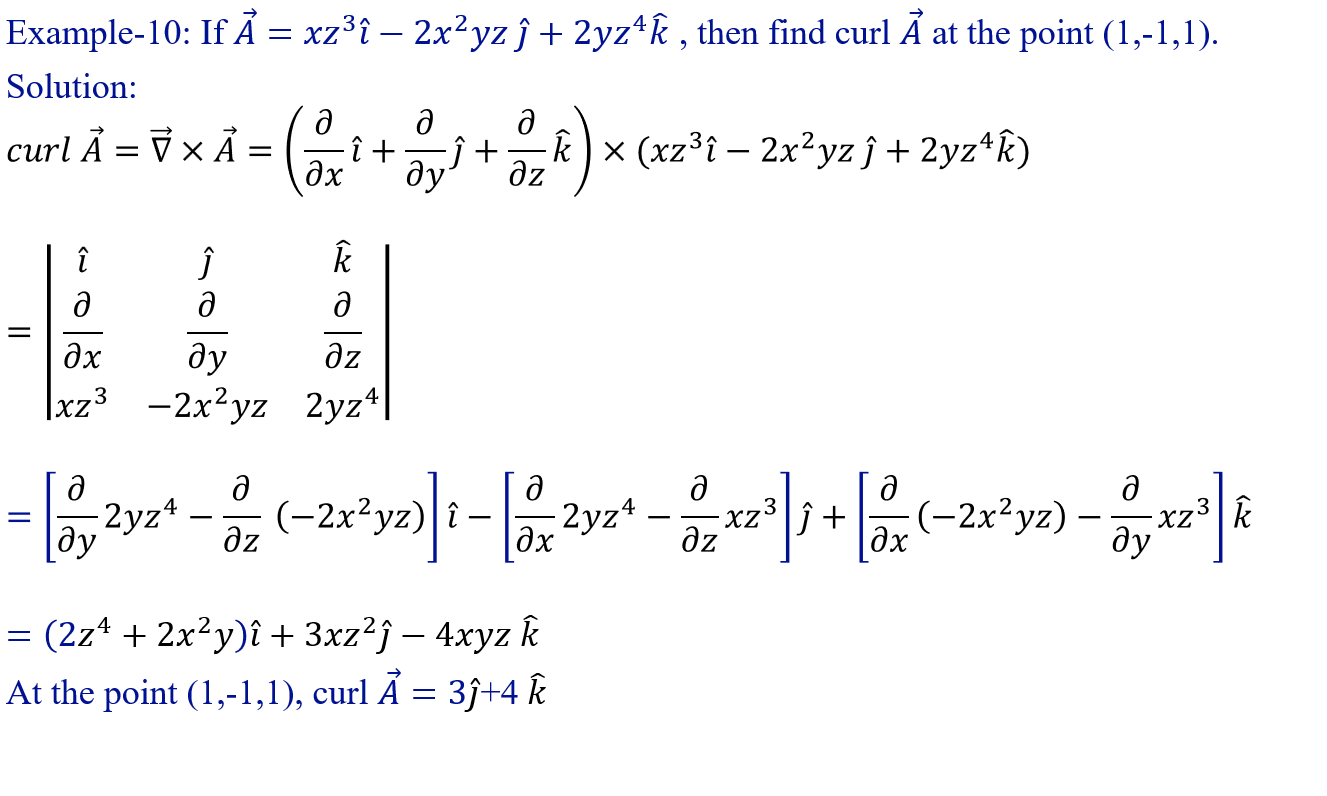 Example-10: If A⃗ = xz³î − 2x²yz ĵ + 2yz⁴k̂ , then find curl A⃗ at the point (1,-1,1).
Solution:
curl A⃗ = ∇⃗ × A⃗ = (∂/∂x î + ∂/∂y ĵ + ∂/∂z k̂) × (xz³î − 2x²yz ĵ + 2yz⁴k̂)
= | î ĵ k̂ |
| ∂/∂x ∂/∂y ∂/∂z |
| xz³ −2x²yz 2yz⁴ |
= [∂/∂y 2yz⁴ − ∂/∂z (−2x²yz)] î − [∂/∂x 2yz⁴ − ∂/∂z xz³] ĵ + [∂/∂x (−2x²yz) − ∂/∂y xz³] k̂
= (2z⁴ + 2x²y)î + 3xz²ĵ − 4xyz k̂
At the point (1,-1,1), curl A⃗ = 3ĵ+4 k̂